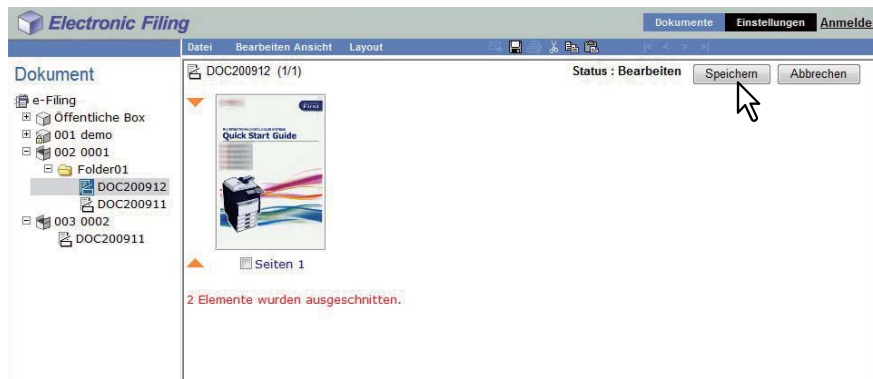 Electronic Filing
Dokumente Einstellungen Anmelde
Datei Bearbeiten Ansicht Layout |< < > >|
Dokument
DOC200912 (1/1) Status : Bearbeiten Speichern Abbrechen
e-Filing
Öffentliche Box
001 demo
002 0001
Folder01
DOC200912
DOC200911
003 0002
DOC200911
First
Quick Start Guide
Seiten 1
2 Elemente wurden ausgeschnitten.